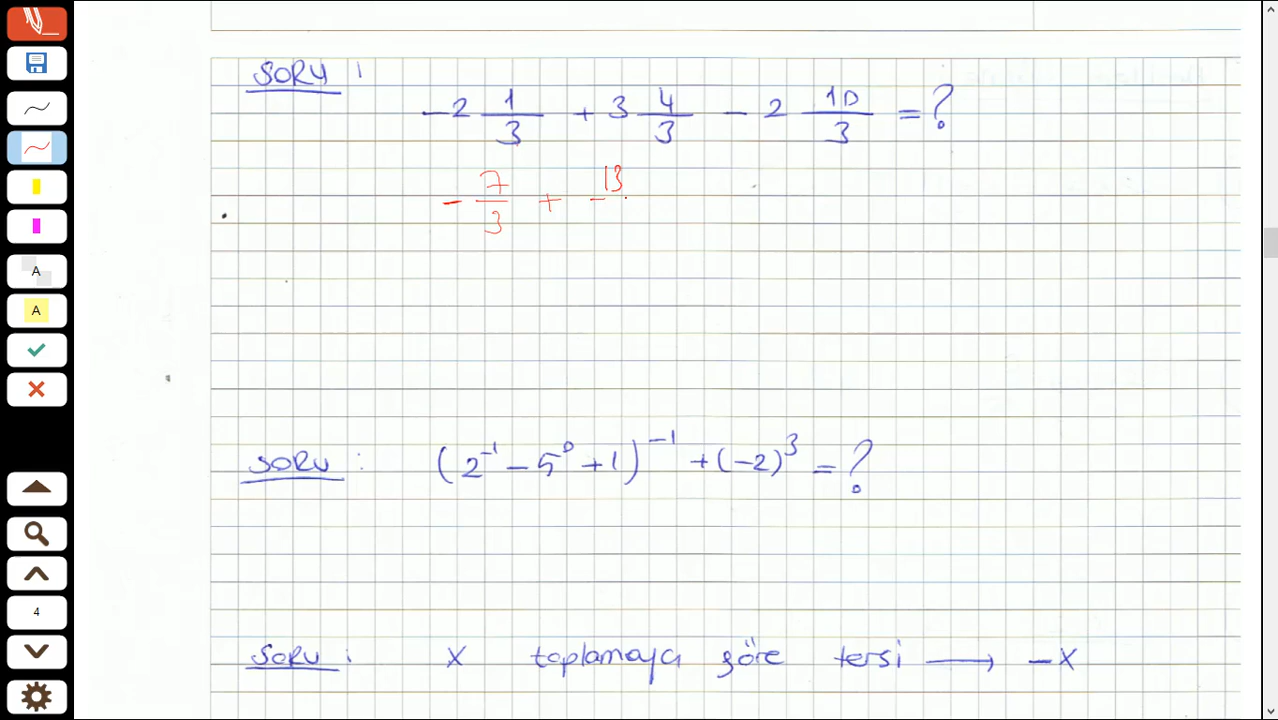 SORU :
-2 1/3 + 3 4/3 - 2 10/3 = ?
- 7/3 + 13
A
A
SORU : (2⁻¹ - 5⁰ + 1)⁻¹ + (-2)³ = ?
4
SORU : X toplamaya göre tersi → -X